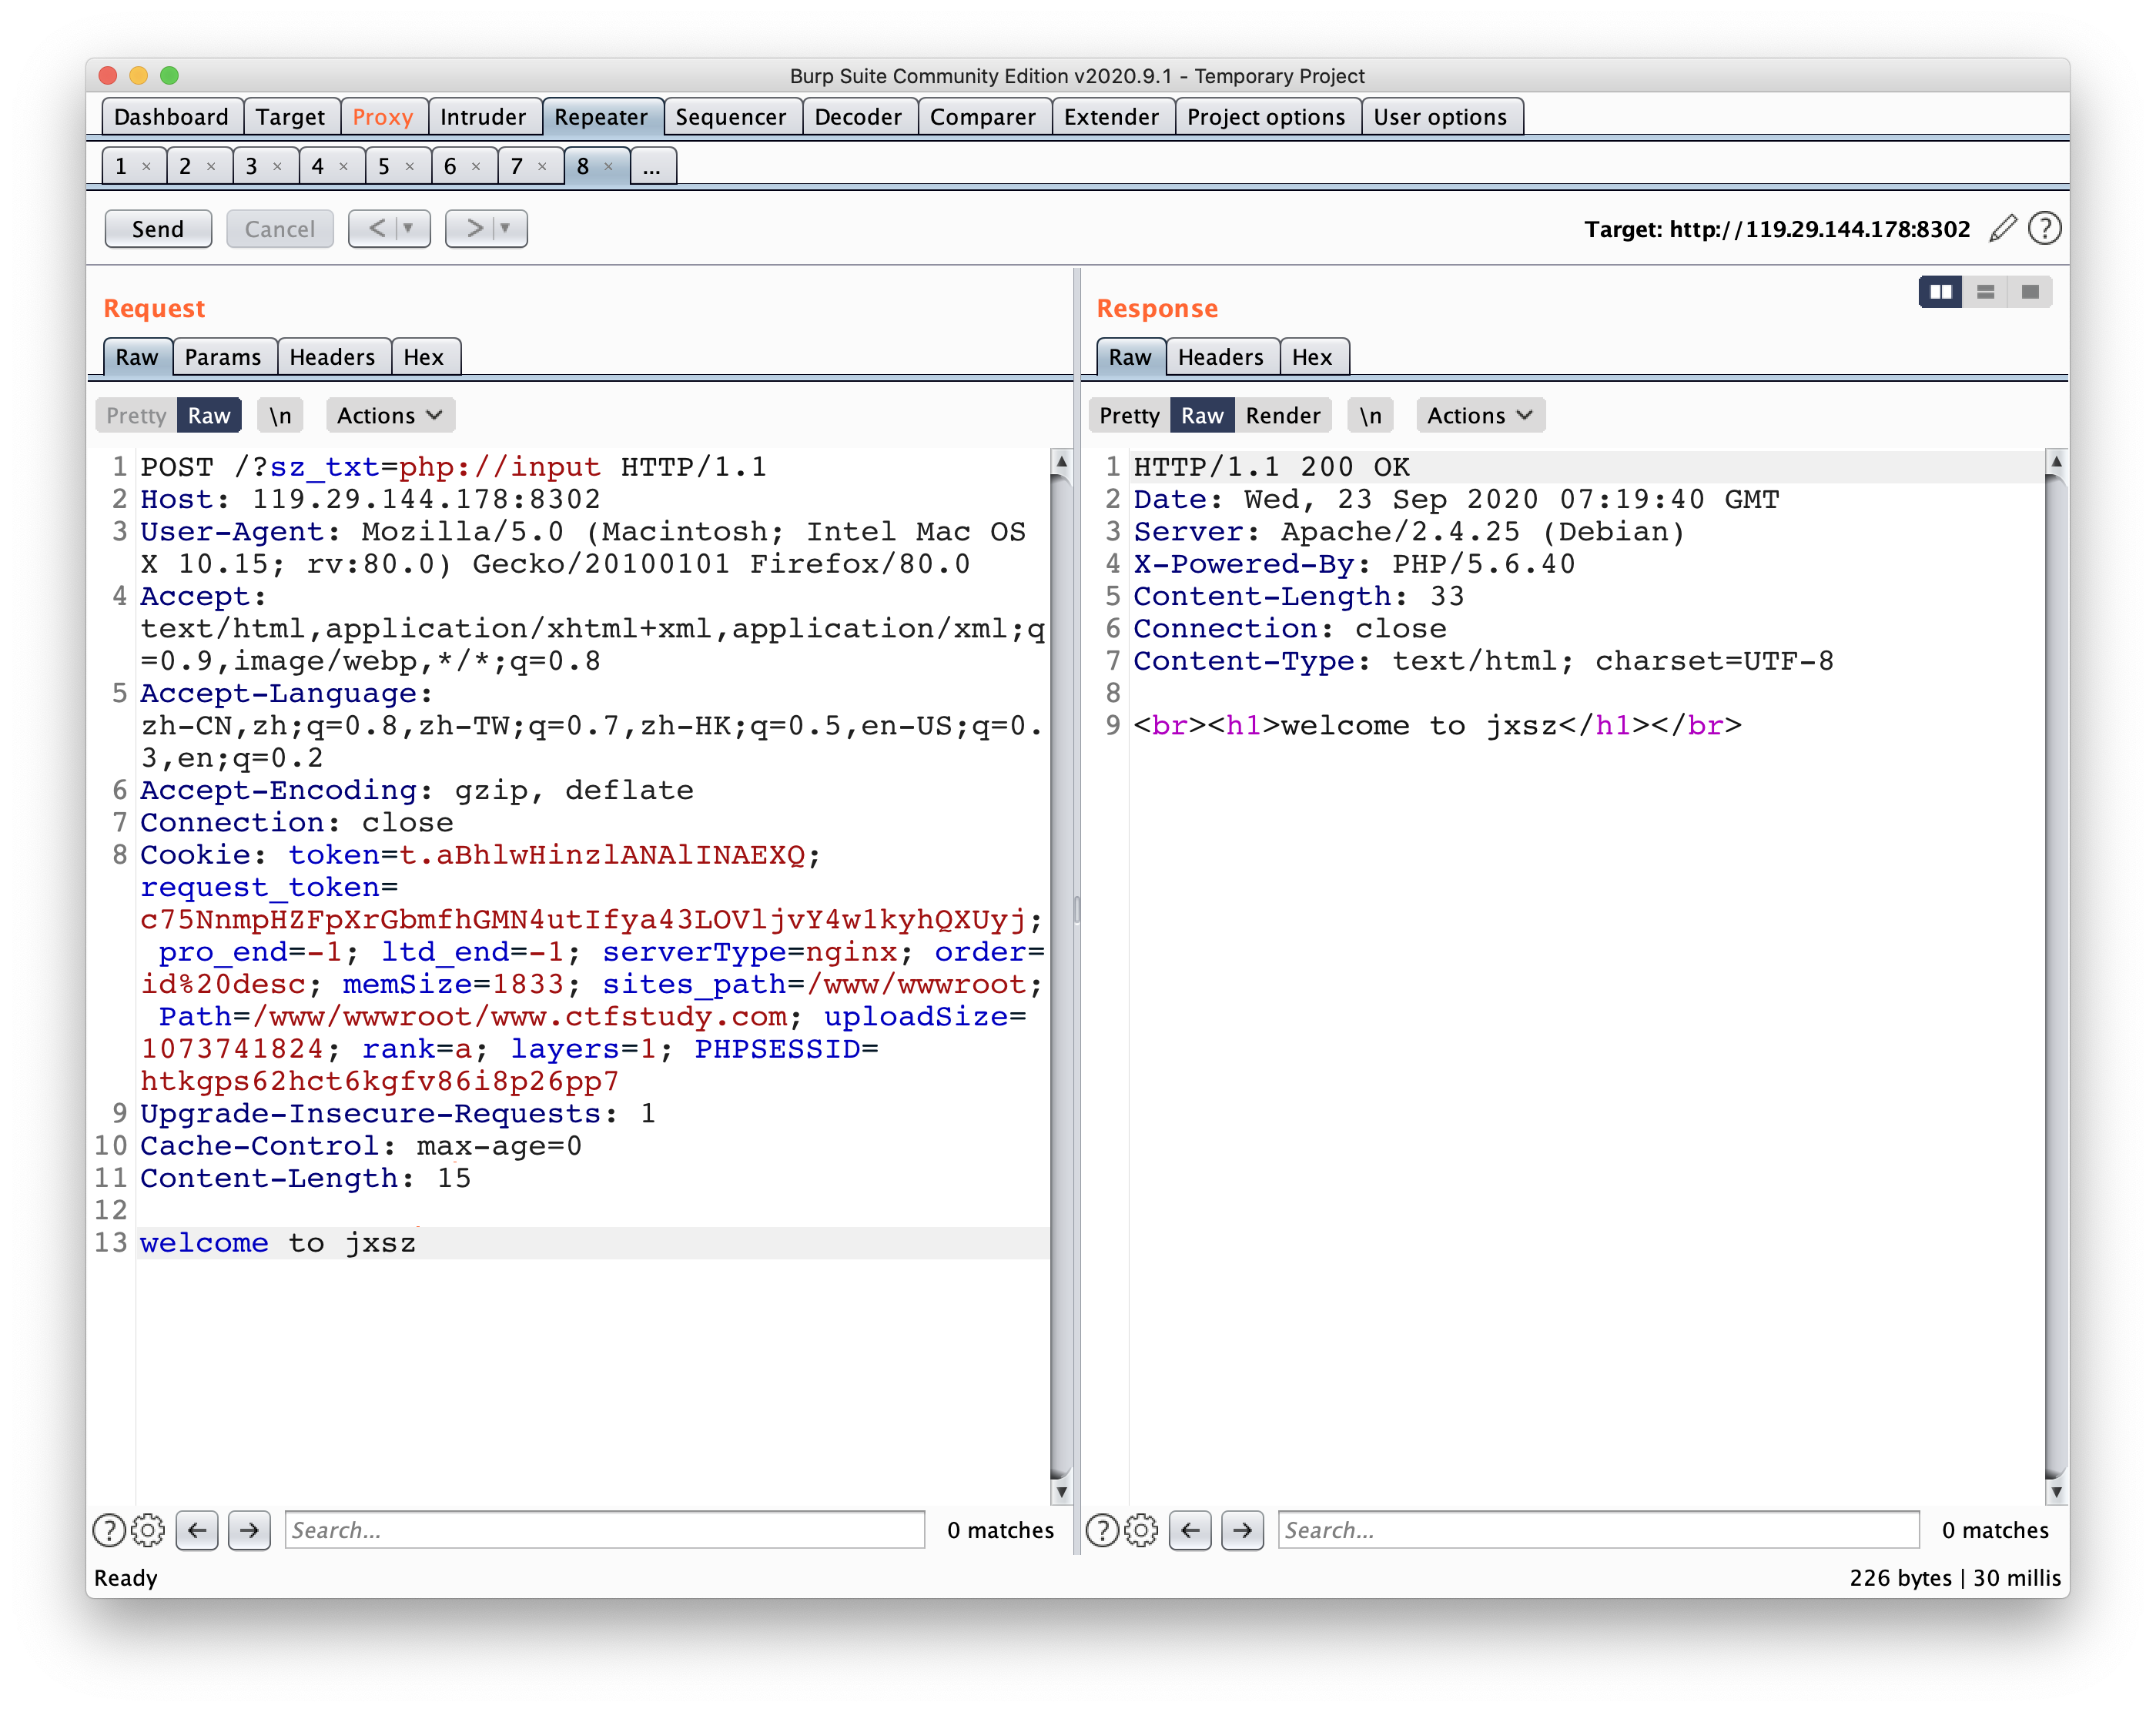 Burp Suite Community Edition v2020.9.1 - Temporary Project
Dashboard Target Proxy Intruder Repeater Sequencer Decoder Comparer Extender Project options User options
1 × 2 × 3 × 4 × 5 × 6 × 7 × 8 × ...
Send Cancel < > Target: http://119.29.144.178:8302 ?
Request
Raw Params Headers Hex
Pretty Raw \n Actions
1 POST /?sz_txt=php://input HTTP/1.1
2 Host: 119.29.144.178:8302
3 User-Agent: Mozilla/5.0 (Macintosh; Intel Mac OS
X 10.15; rv:80.0) Gecko/20100101 Firefox/80.0
4 Accept:
text/html,application/xhtml+xml,application/xml;q
=0.9,image/webp,*/*;q=0.8
5 Accept-Language:
zh-CN,zh;q=0.8,zh-TW;q=0.7,zh-HK;q=0.5,en-US;q=0.
3,en;q=0.2
6 Accept-Encoding: gzip, deflate
7 Connection: close
8 Cookie: token=t.aBhlwHinzlANAlINAEXQ;
request_token=
c75NnmpHZFpXrGbmfhGMN4utIfya43LOVljvY4w1kyhQXUyj;
pro_end=-1; ltd_end=-1; serverType=nginx; order=
id%20desc; memSize=1833; sites_path=/www/wwwroot;
Path=/www/wwwroot/www.ctfstudy.com; uploadSize=
1073741824; rank=a; layers=1; PHPSESSID=
htkgps62hct6kgfv86i8p26pp7
9 Upgrade-Insecure-Requests: 1
10 Cache-Control: max-age=0
11 Content-Length: 15
12
13 welcome to jxsz
? Search... 0 matches
Response
Raw Headers Hex
Pretty Raw Render \n Actions
1 HTTP/1.1 200 OK
2 Date: Wed, 23 Sep 2020 07:19:40 GMT
3 Server: Apache/2.4.25 (Debian)
4 X-Powered-By: PHP/5.6.40
5 Content-Length: 33
6 Connection: close
7 Content-Type: text/html; charset=UTF-8
8
9 <br><h1>welcome to jxsz</h1></br>
? Search... 0 matches
Ready 226 bytes | 30 millis